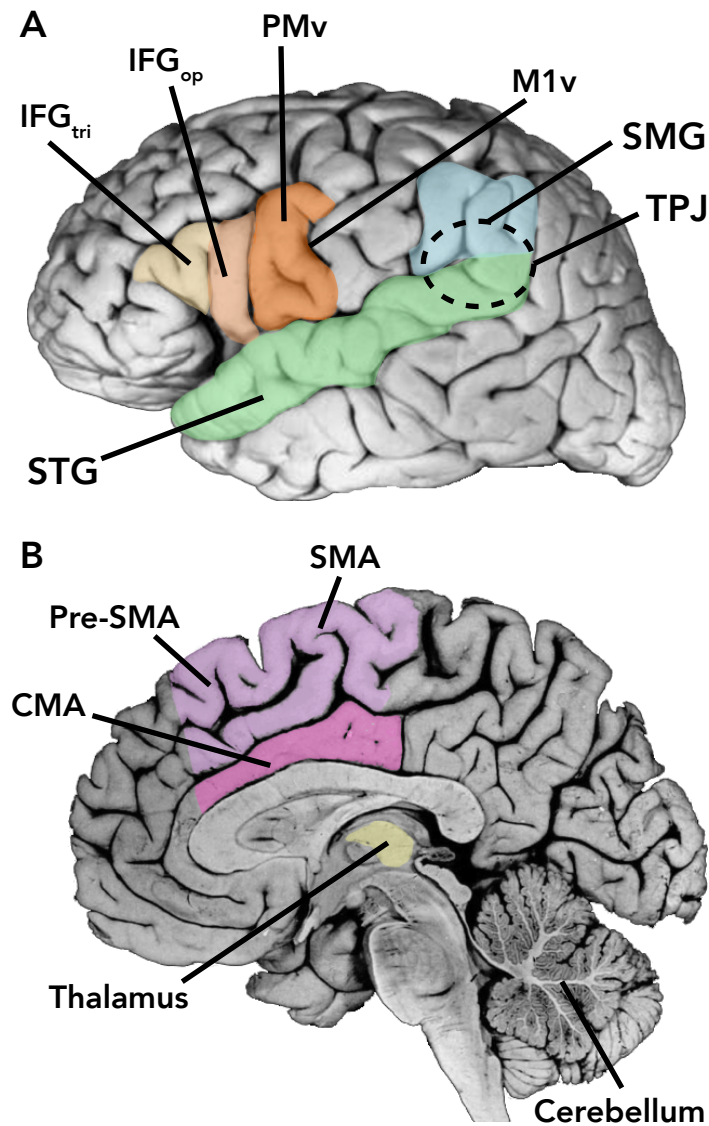 A
PMv
IFGop
M1v
IFGtri
SMG
TPJ
STG
B
SMA
Pre-SMA
CMA
Thalamus
Cerebellum